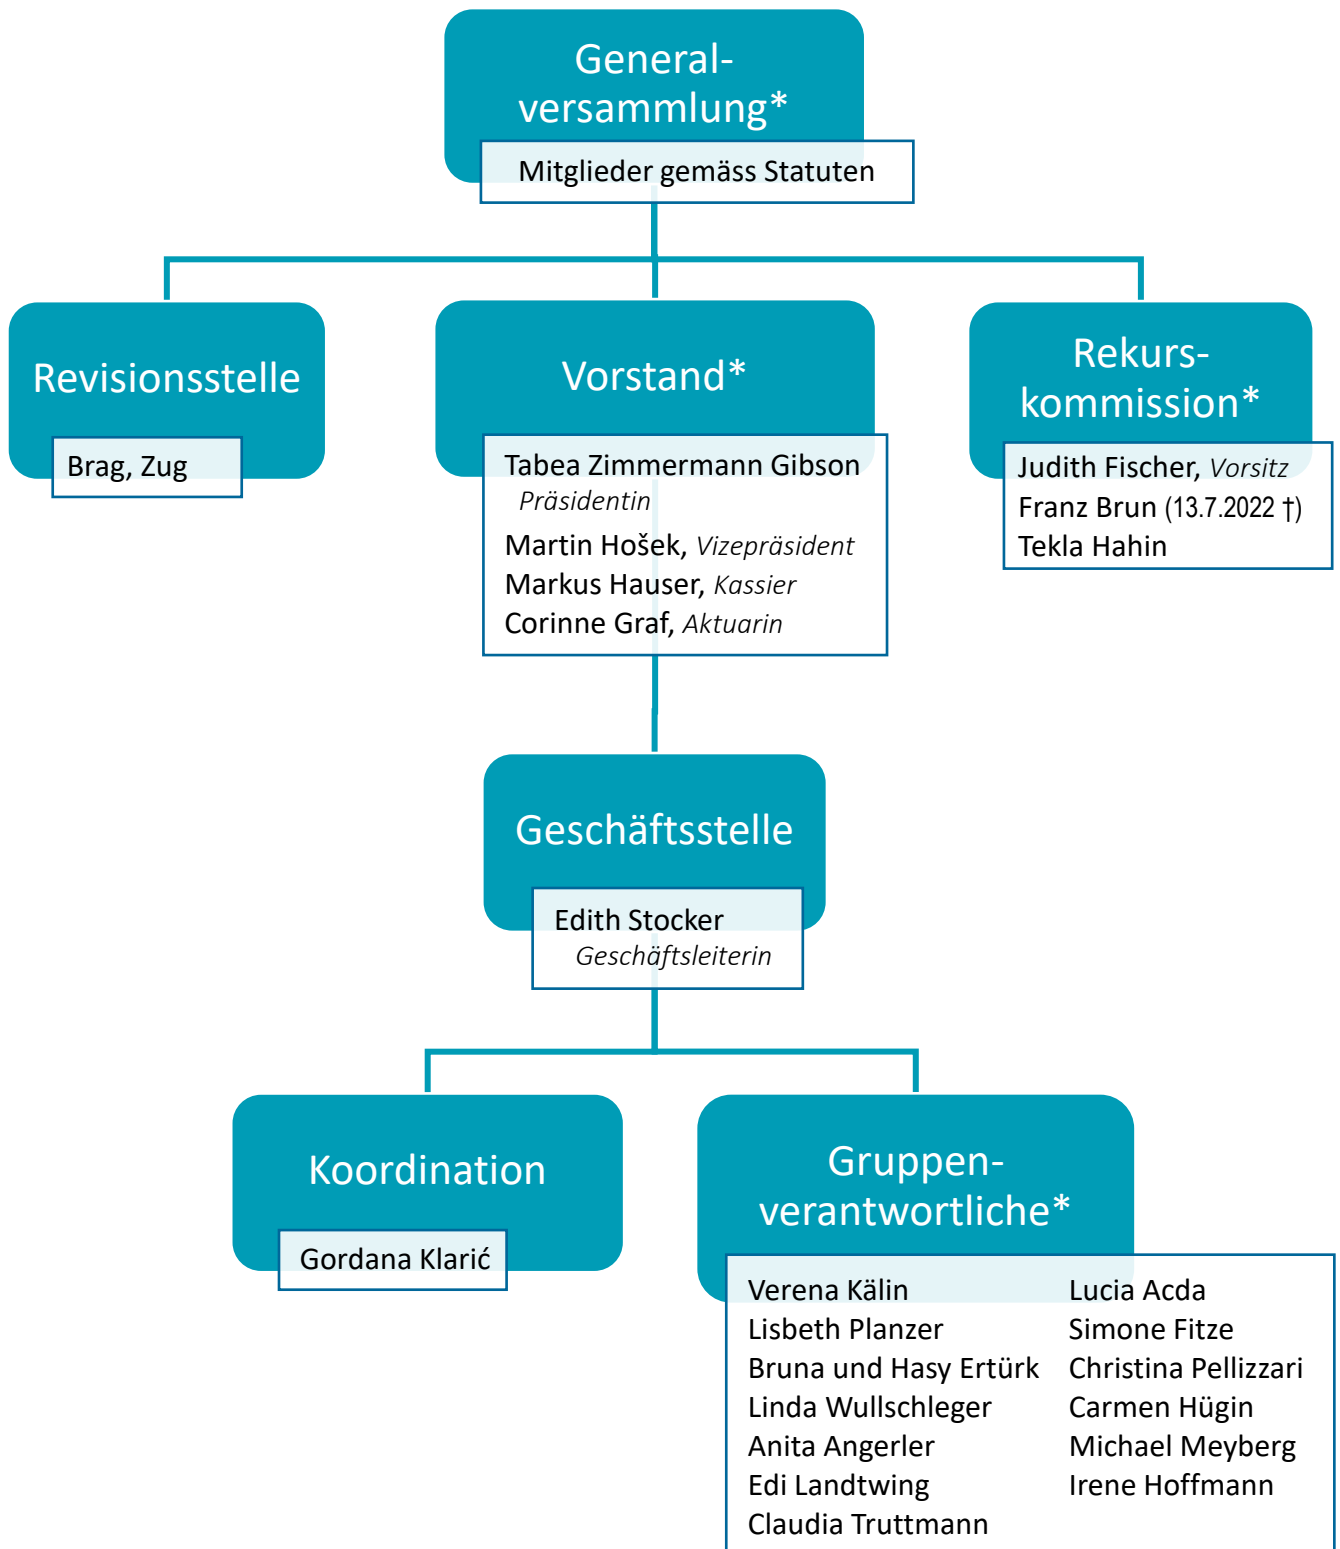 General-
versammlung*
Mitglieder gemäss Statuten
Revisionsstelle
Brag, Zug
Vorstand*
Tabea Zimmermann Gibson
Präsidentin
Martin Hošek, Vizepräsident
Markus Hauser, Kassier
Corinne Graf, Aktuarin
Rekurs-
kommission*
Judith Fischer, Vorsitz
Franz Brun (13.7.2022 †)
Tekla Hahin
Geschäftsstelle
Edith Stocker
Geschäftsleiterin
Koordination
Gordana Klarić
Gruppen-
verantwortliche*
Verena Kälin
Lisbeth Planzer
Bruna und Hasy Ertürk
Linda Wullschleger
Anita Angerler
Edi Landtwing
Claudia Truttmann
Lucia Acda
Simone Fitze
Christina Pellizzari
Carmen Hügin
Michael Meyberg
Irene Hoffmann